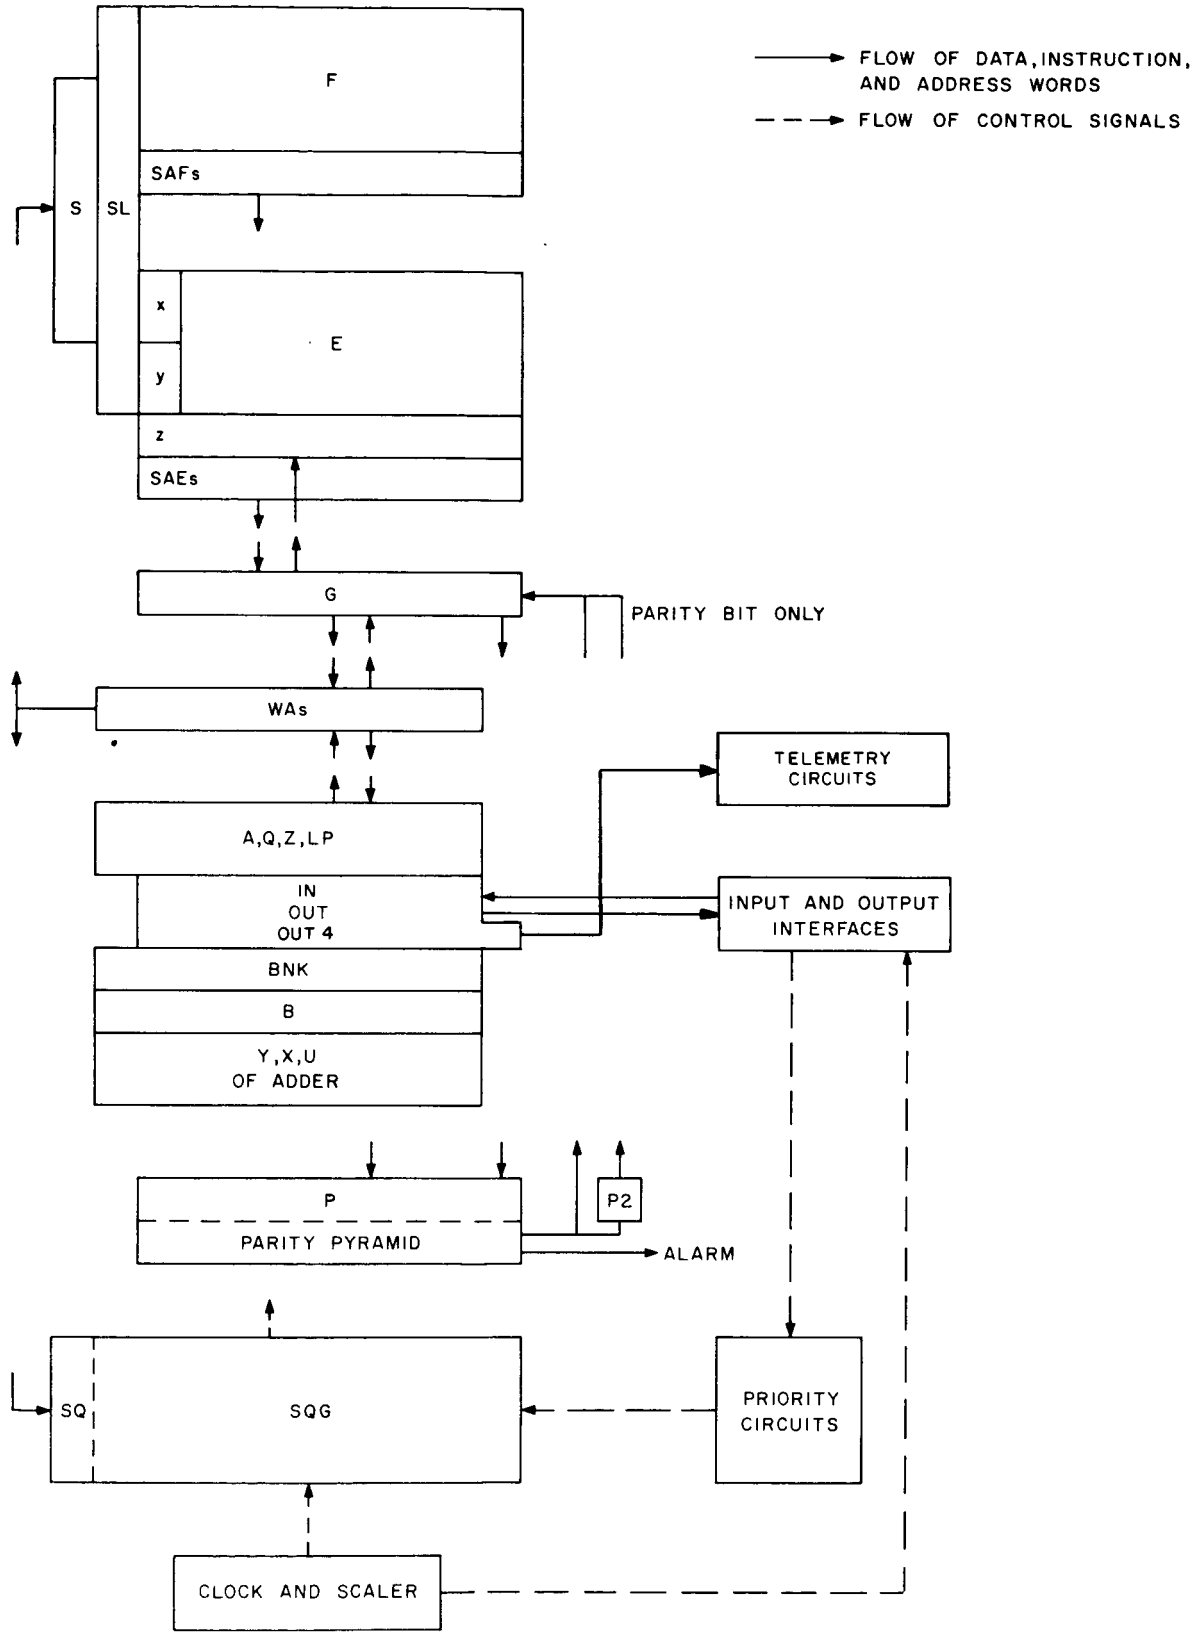 F
FLOW OF DATA, INSTRUCTION,
AND ADDRESS WORDS
FLOW OF CONTROL SIGNALS
SAFs
S
SL
x
E
y
z
SAEs
G
PARITY BIT ONLY
WAs
TELEMETRY
CIRCUITS
A,Q,Z,LP
IN
OUT
OUT 4
INPUT AND OUTPUT
INTERFACES
BNK
B
Y,X,U
OF ADDER
P
P2
PARITY PYRAMID
ALARM
SQ
SQG
PRIORITY
CIRCUITS
CLOCK AND SCALER